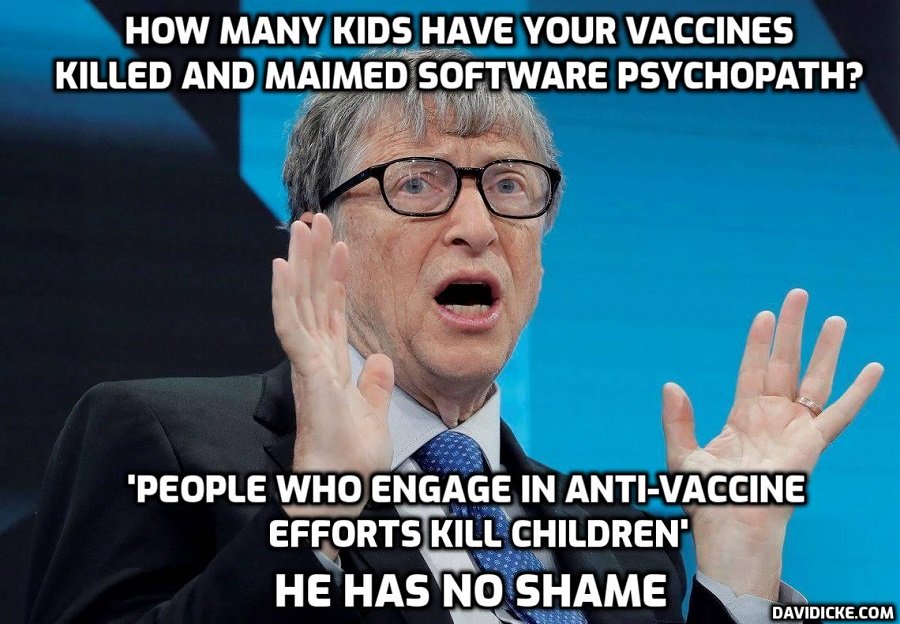 HOW MANY KIDS HAVE YOUR VACCINES
KILLED AND MAIMED SOFTWARE PSYCHOPATH?
'PEOPLE WHO ENGAGE IN ANTI-VACCINE
EFFORTS KILL CHILDREN'
HE HAS NO SHAME
DAVIDICKE.COM